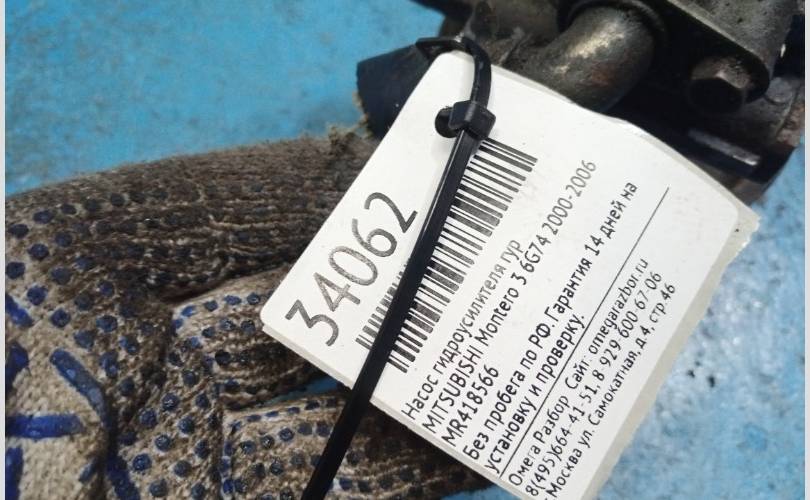 34062
Насос гидроусилителя гур
MITSUBISHI Montero 3 6G74 2000-2006
MR418566
Без пробега по РФ. Гарантия 14 дней на
установку и проверку.
Омега Разбор Сайт: omegarazbor.ru
8(495)664-41-51, 8 929 600-67-06
Москва ул. Самокатная, д.4, стр.46